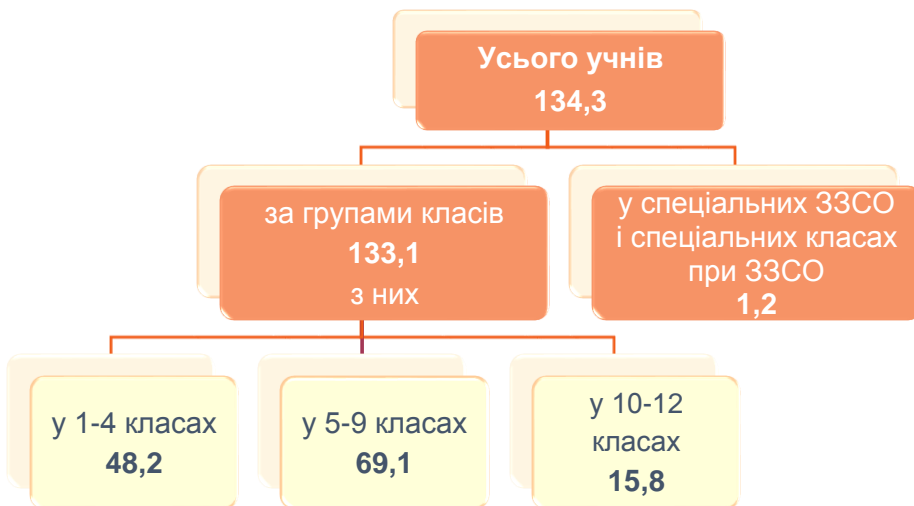 Усього учнів
134,3
за групами класів
133,1
з них
у спеціальних ЗЗСО
і спеціальних класах
при ЗЗСО
1,2
у 1-4 класах
48,2
у 5-9 класах
69,1
у 10-12
класах
15,8